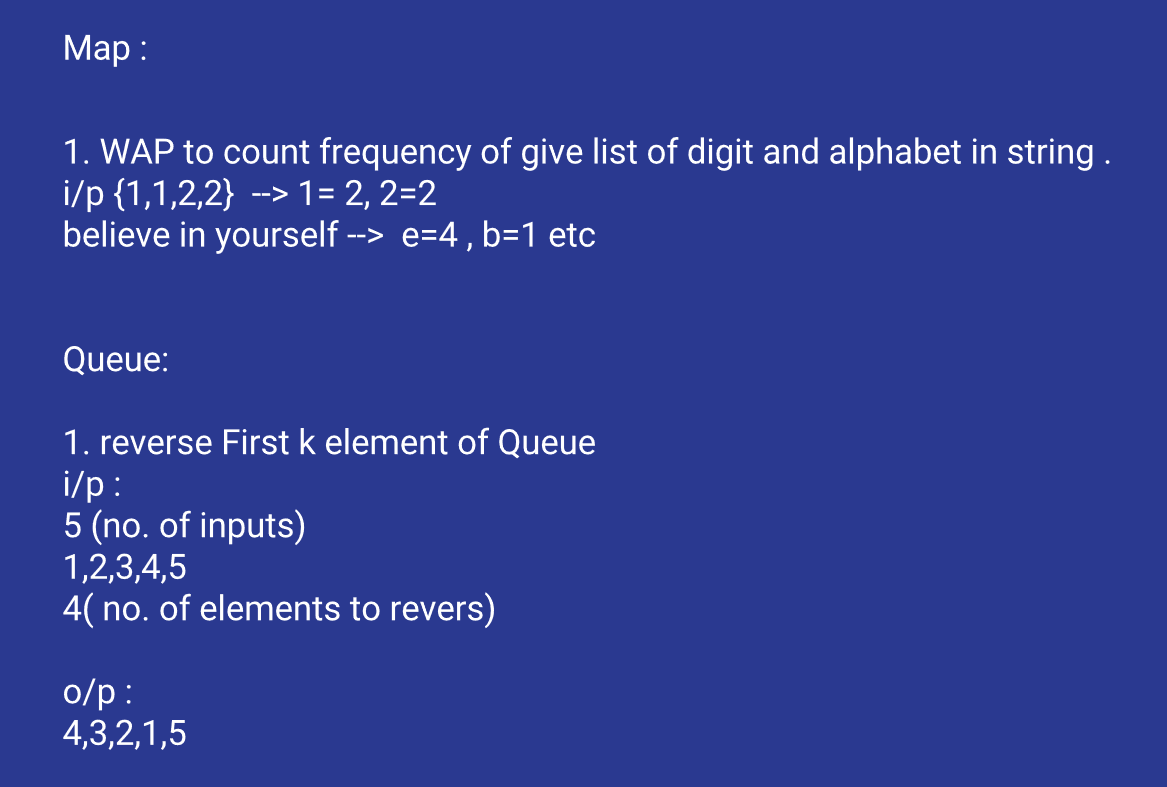 Map :
1. WAP to count frequency of give list of digit and alphabet in string .
i/p {1,1,2,2}  --> 1= 2, 2=2
believe in yourself -->  e=4 , b=1 etc
Queue:
1. reverse First k element of Queue
i/p :
5 (no. of inputs)
1,2,3,4,5
4( no. of elements to revers)
o/p :
4,3,2,1,5